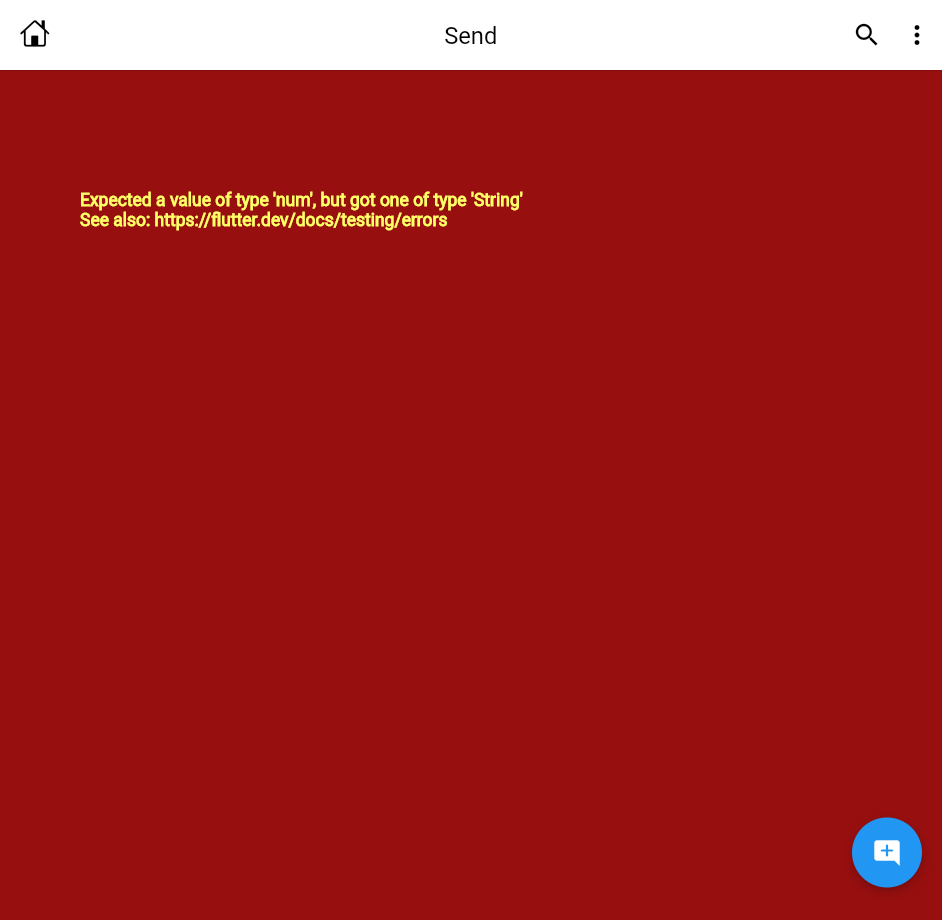 Send
Expected a value of type 'num', but got one of type 'String'
See also: https://flutter.dev/docs/testing/errors